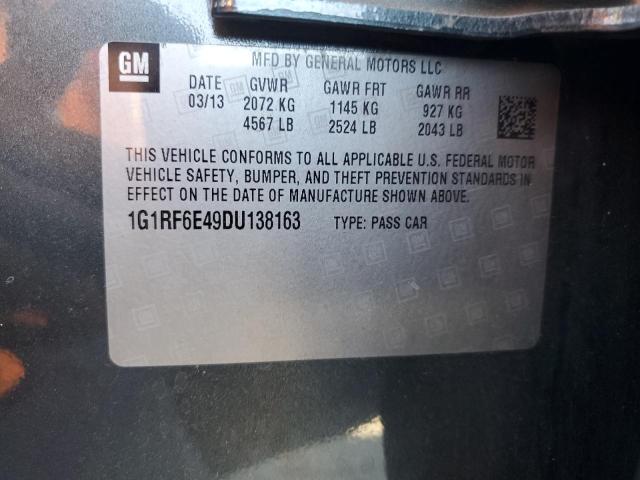 GM
MFD BY GENERAL MOTORS LLC
DATE GVWR GAWR FRT GAWR RR
03/13 2072 KG 1145 KG 927 KG
4567 LB 2524 LB 2043 LB
THIS VEHICLE CONFORMS TO ALL APPLICABLE U.S. FEDERAL MOTOR
VEHICLE SAFETY, BUMPER, AND THEFT PREVENTION STANDARDS IN
EFFECT ON THE DATE OF MANUFACTURE SHOWN ABOVE.
1G1RF6E49DU138163 TYPE: PASS CAR